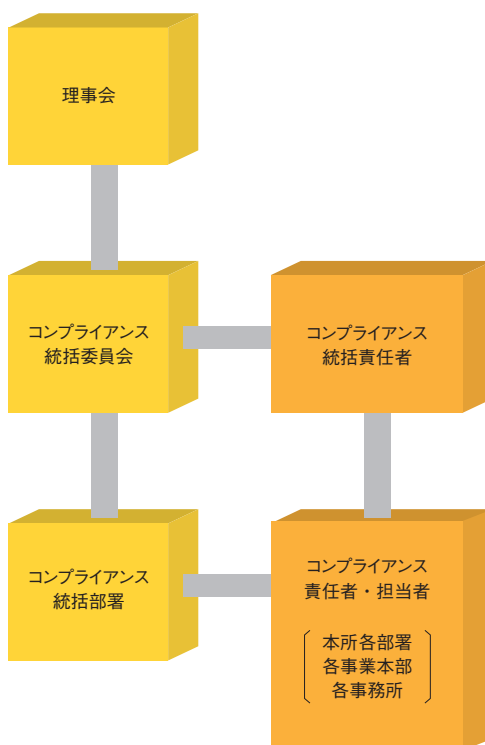 理事会
コンプライアンス
統括委員会
コンプライアンス
統括責任者
コンプライアンス
統括部署
コンプライアンス
責任者・担当者
本所各部署
各事業本部
各事務所